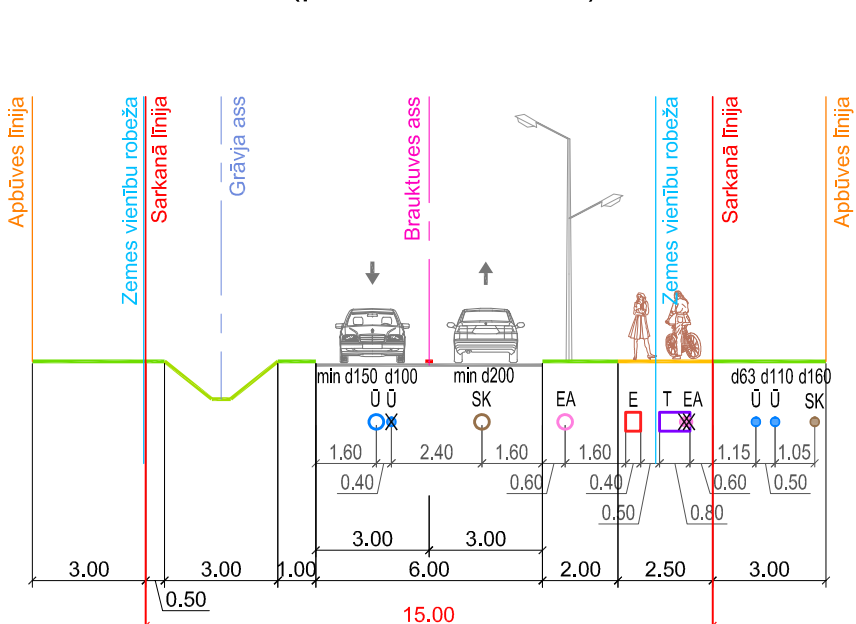 Apbūves līnija
Zemes vienību robeža
Sarkanā līnija
Grāvja ass
Brauktuves ass
Zemes vienību robeža
Sarkanā līnija
Apbūves līnija
min d150 d100 min d200 d63 d110 d160
Ū Ū SK EA E T EA Ū Ū SK
1.60 2.40 1.60 1.60 1.15 1.05
0.40 0.60 0.40 0.60 0.50
0.50 0.80
3.00 3.00
3.00 3.00 1.00 6.00 2.00 2.50 3.00
0.50
15.00